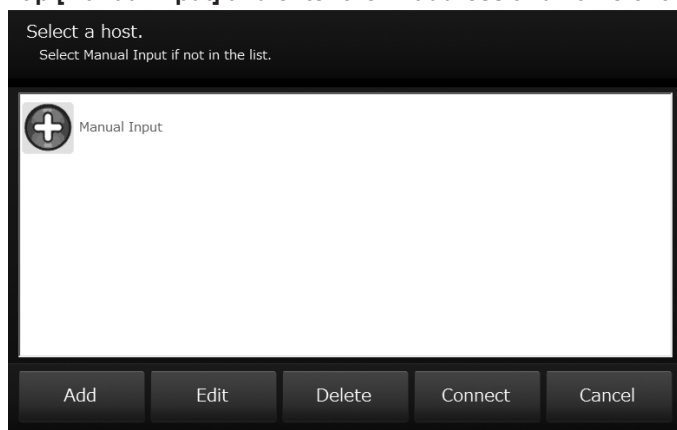 Select a host.
Select Manual Input if not in the list.
Manual Input
Add Edit Delete Connect Cancel